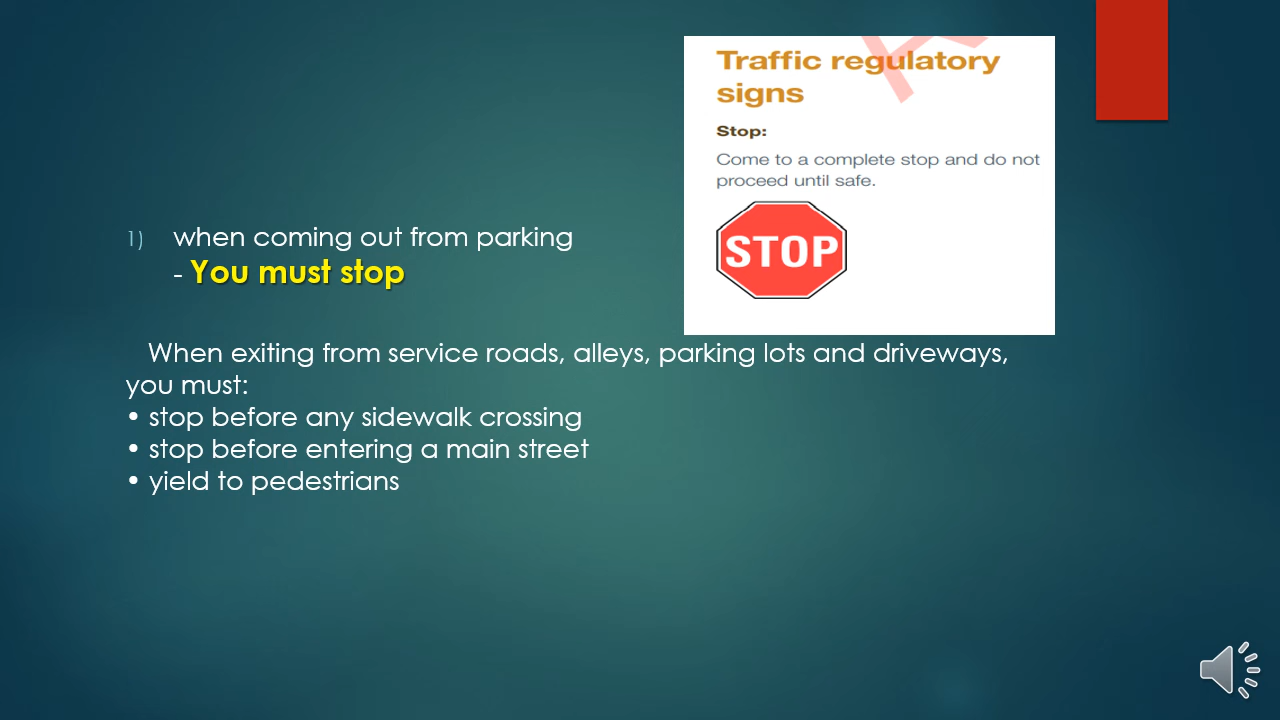 Traffic regulatory
signs
Stop:
Come to a complete stop and do not
proceed until safe.
STOP
1) when coming out from parking
- You must stop
When exiting from service roads, alleys, parking lots and driveways,
you must:
• stop before any sidewalk crossing
• stop before entering a main street
• yield to pedestrians